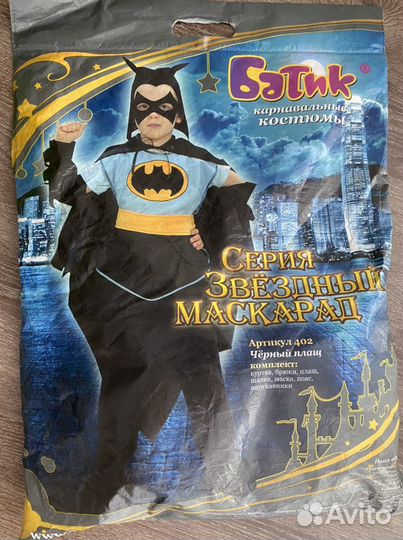 Батик®
карнавальные
костюмы
Серия
Звёздный
маскарад
Артикул 402
Чёрный плащ
комплект:
куртка, брюки, плащ,
шапка, маска, пояс,
нарукавники
Avito